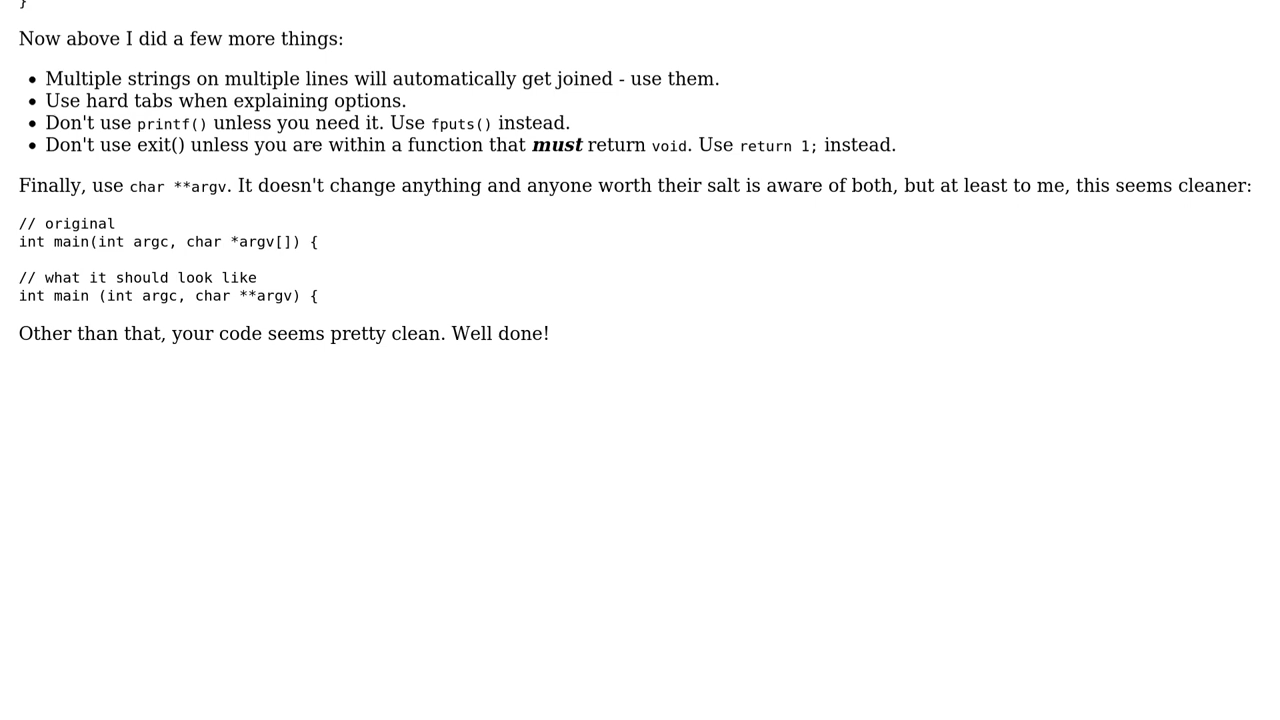 }
Now above I did a few more things:
• Multiple strings on multiple lines will automatically get joined - use them.
• Use hard tabs when explaining options.
• Don't use printf() unless you need it. Use fputs() instead.
• Don't use exit() unless you are within a function that must return void. Use return 1; instead.
Finally, use char **argv. It doesn't change anything and anyone worth their salt is aware of both, but at least to me, this seems cleaner:
// original
int main(int argc, char *argv[]) {
// what it should look like
int main (int argc, char **argv) {
Other than that, your code seems pretty clean. Well done!